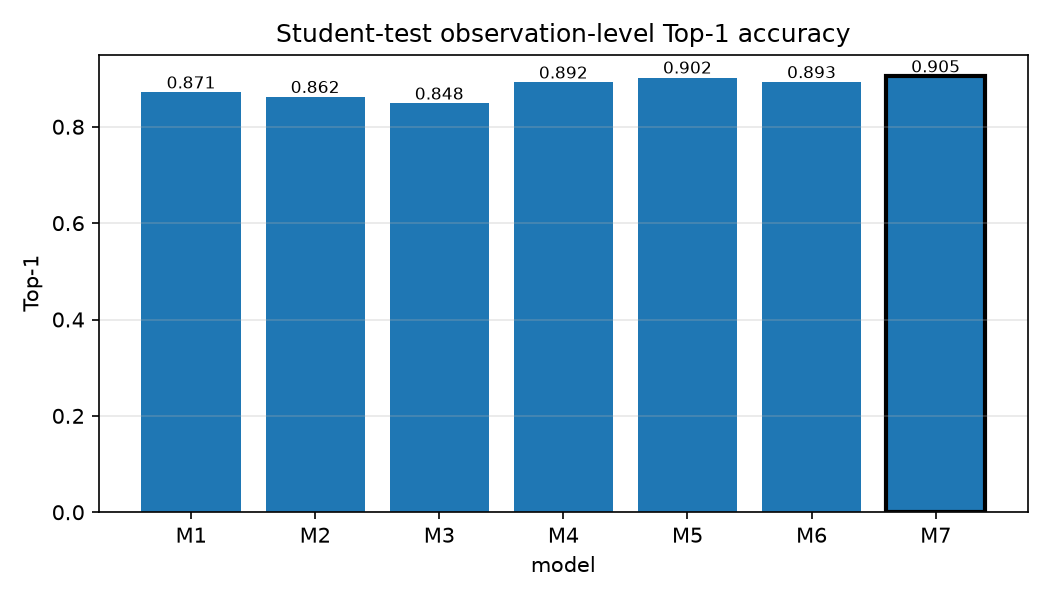 Student-test observation-level Top-1 accuracy
Top-1
0.8
0.6
0.4
0.2
0.0
0.871
0.862
0.848
0.892
0.902
0.893
0.905
M1
M2
M3
M4
M5
M6
M7
model